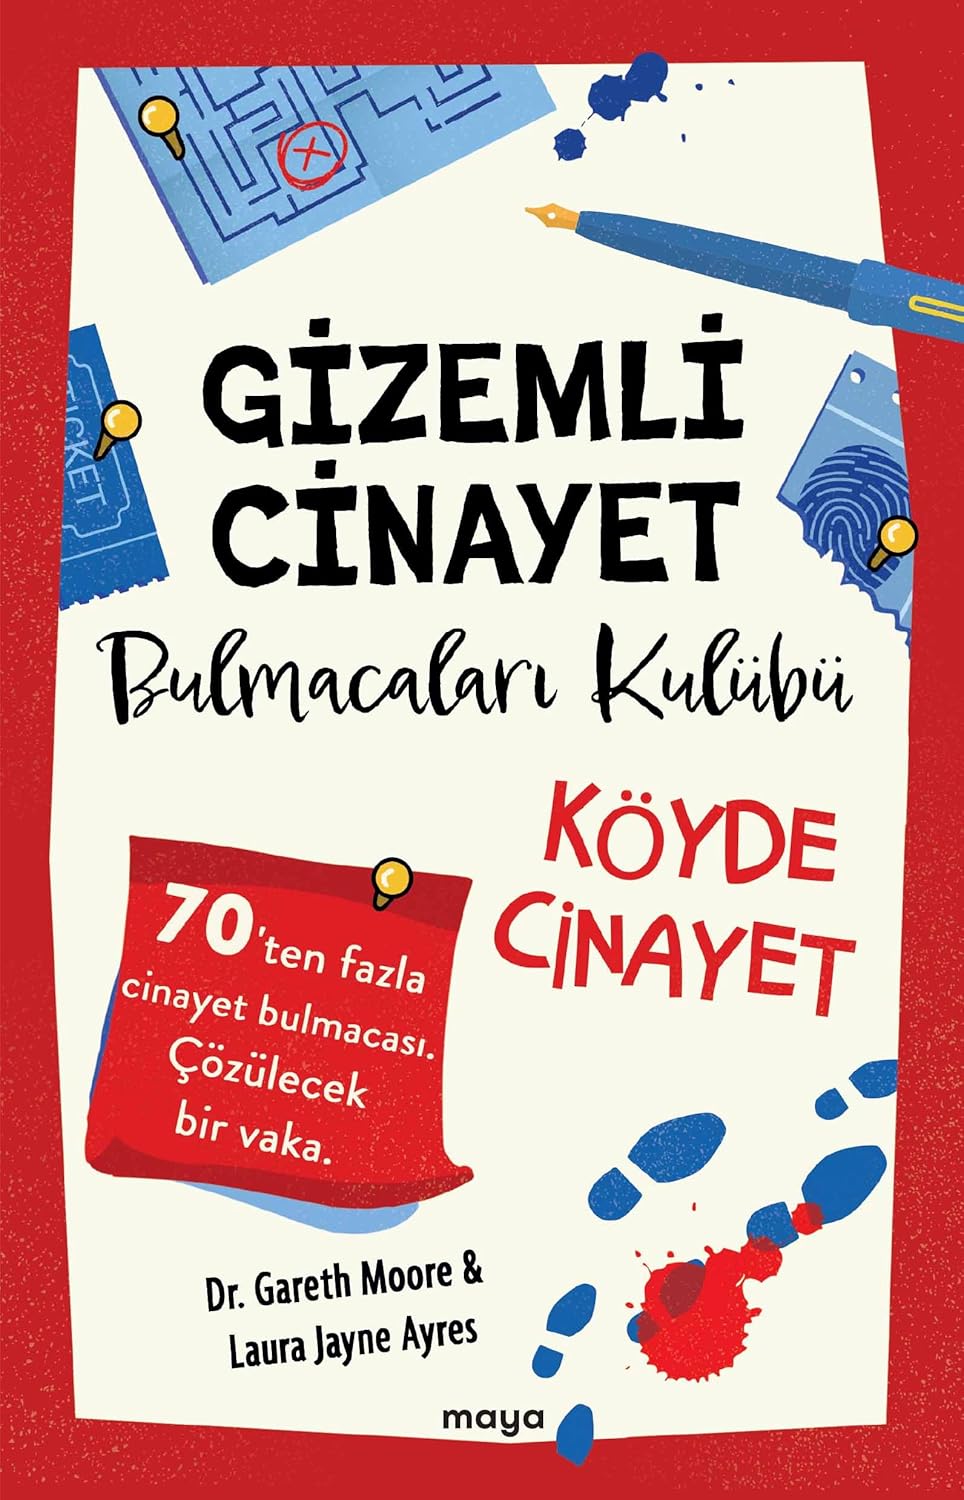 TICKET
GİZEMLİ
CİNAYET
Bulmacaları Kulübü
KÖYDE
CİNAYET
70'ten fazla
cinayet bulmacası.
Çözülecek
bir vaka.
Dr. Gareth Moore &
Laura Jayne Ayres
maya